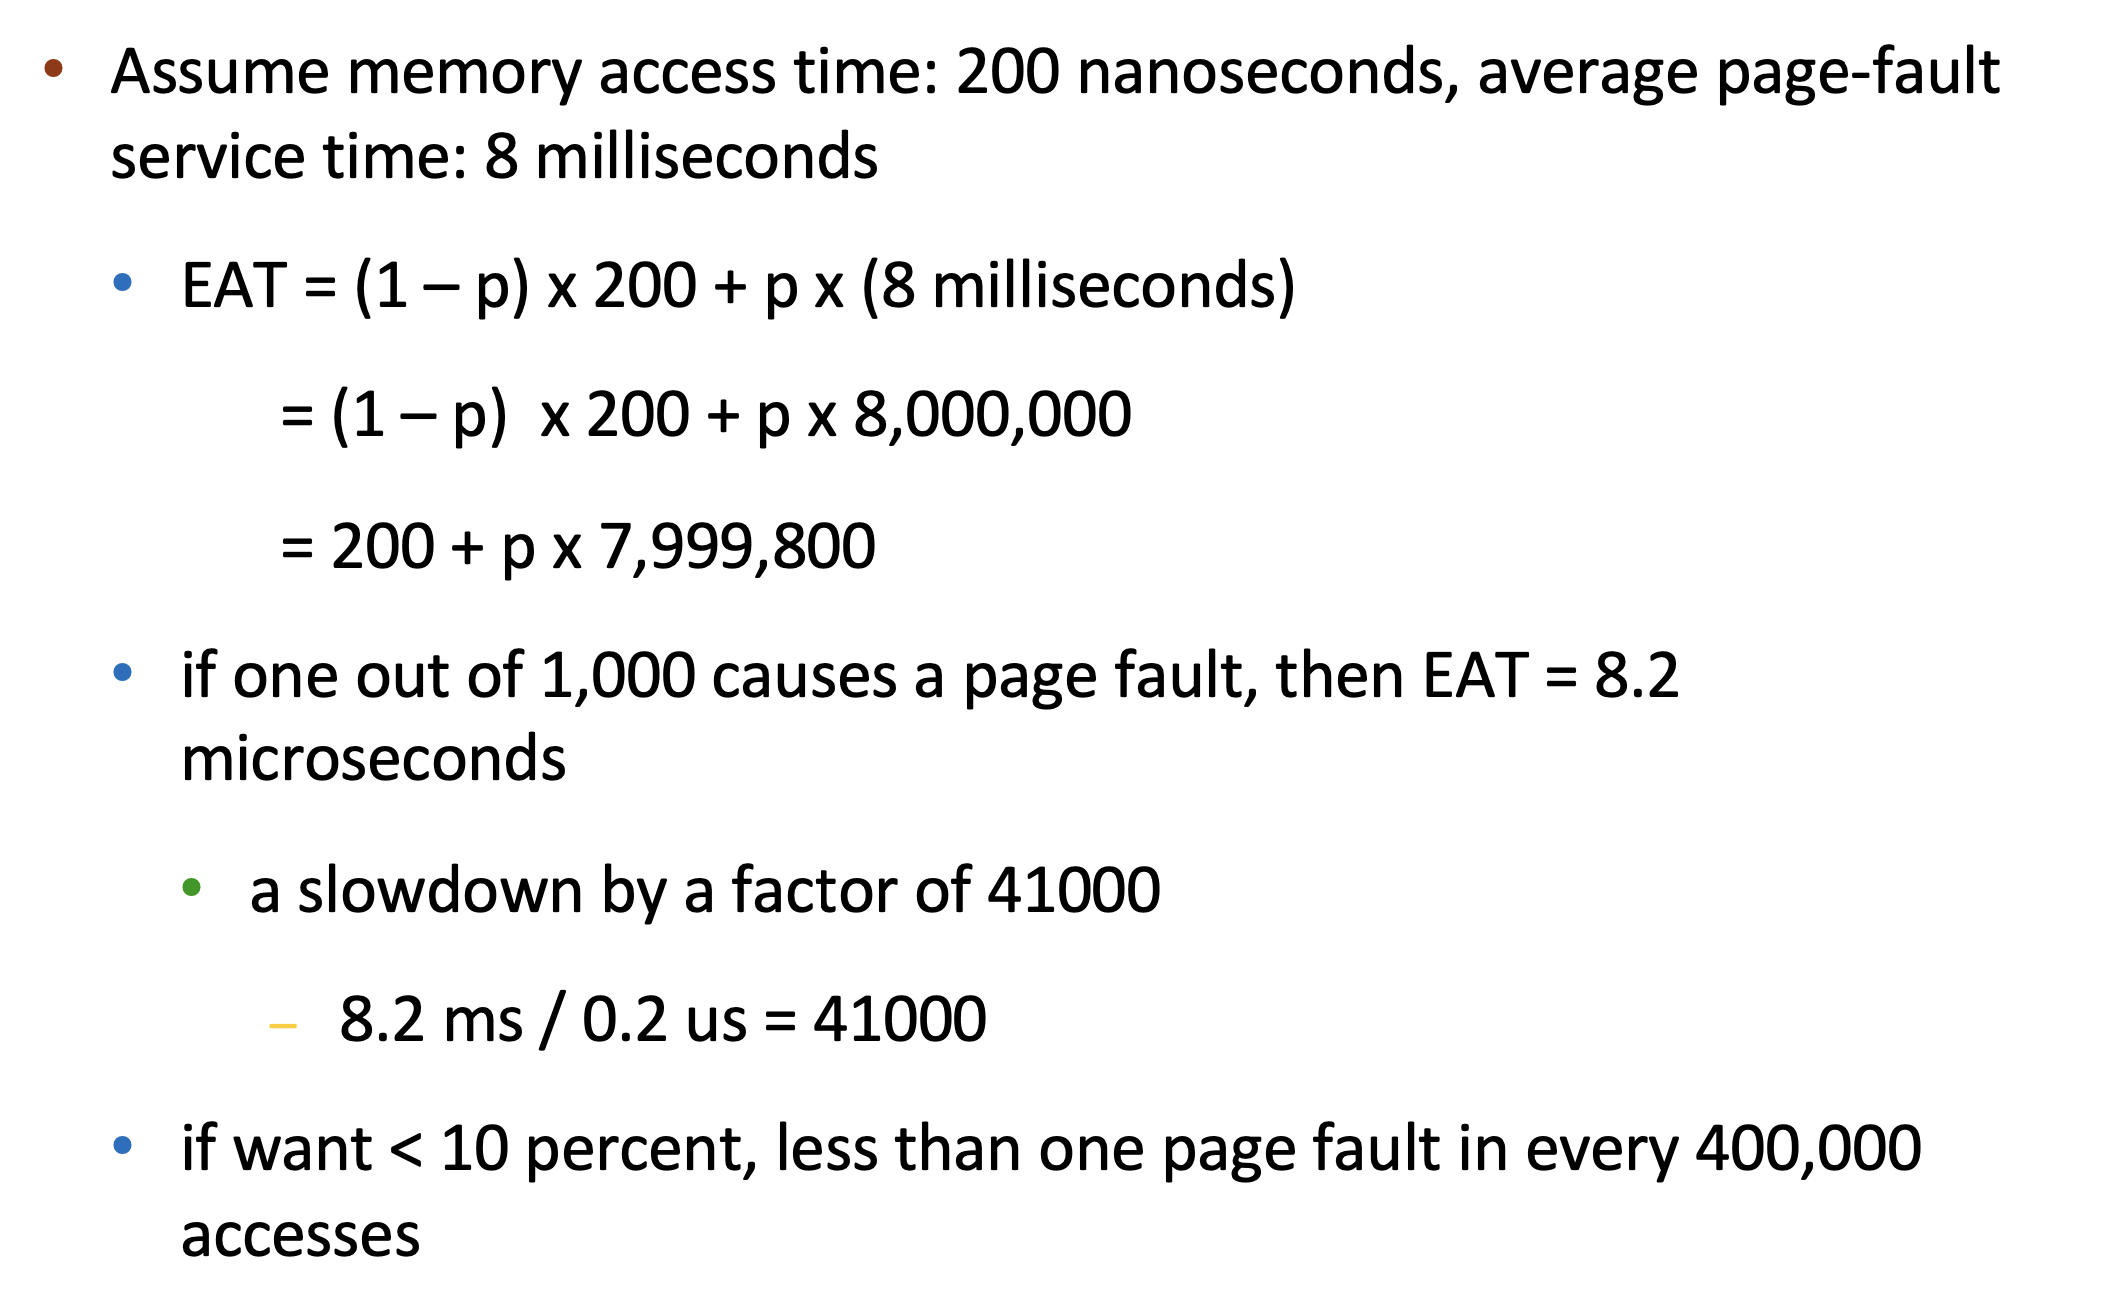 • Assume memory access time: 200 nanoseconds, average page-fault
service time: 8 milliseconds
• EAT = (1 – p) x 200 + p x (8 milliseconds)
= (1 – p)  x 200 + p x 8,000,000
= 200 + p x 7,999,800
• if one out of 1,000 causes a page fault, then EAT = 8.2
microseconds
• a slowdown by a factor of 41000
– 8.2 ms / 0.2 us = 41000
• if want < 10 percent, less than one page fault in every 400,000
accesses